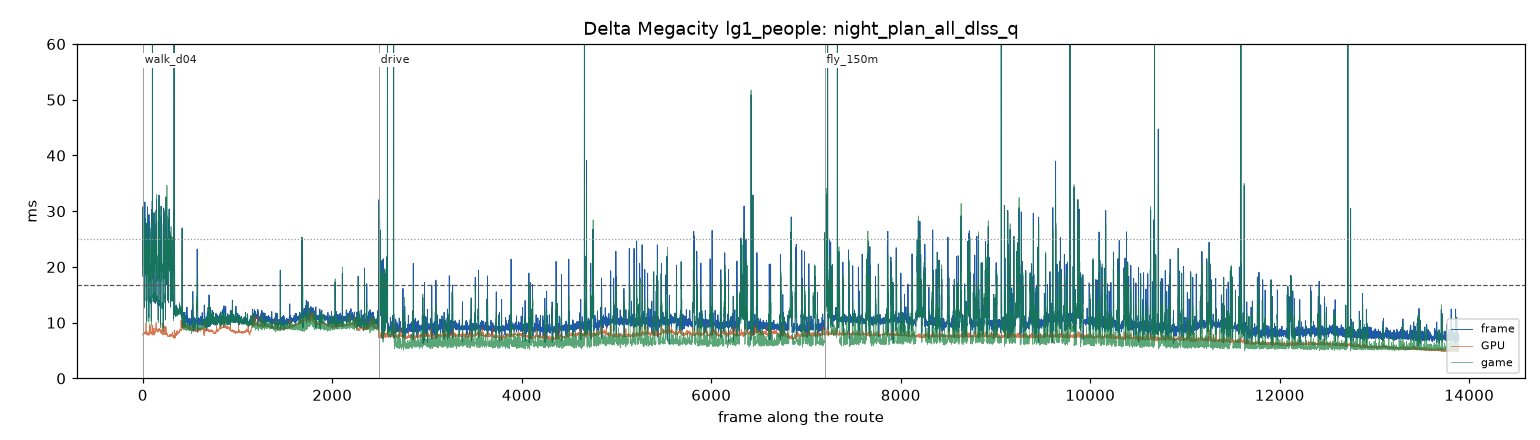 Delta Megacity lg1_people: night_plan_all_dlss_q
60
50
40
30
20
10
0
ms
walk_d04
drive
fly_150m
frame
GPU
game
0
2000
4000
6000
8000
10000
12000
14000
frame along the route